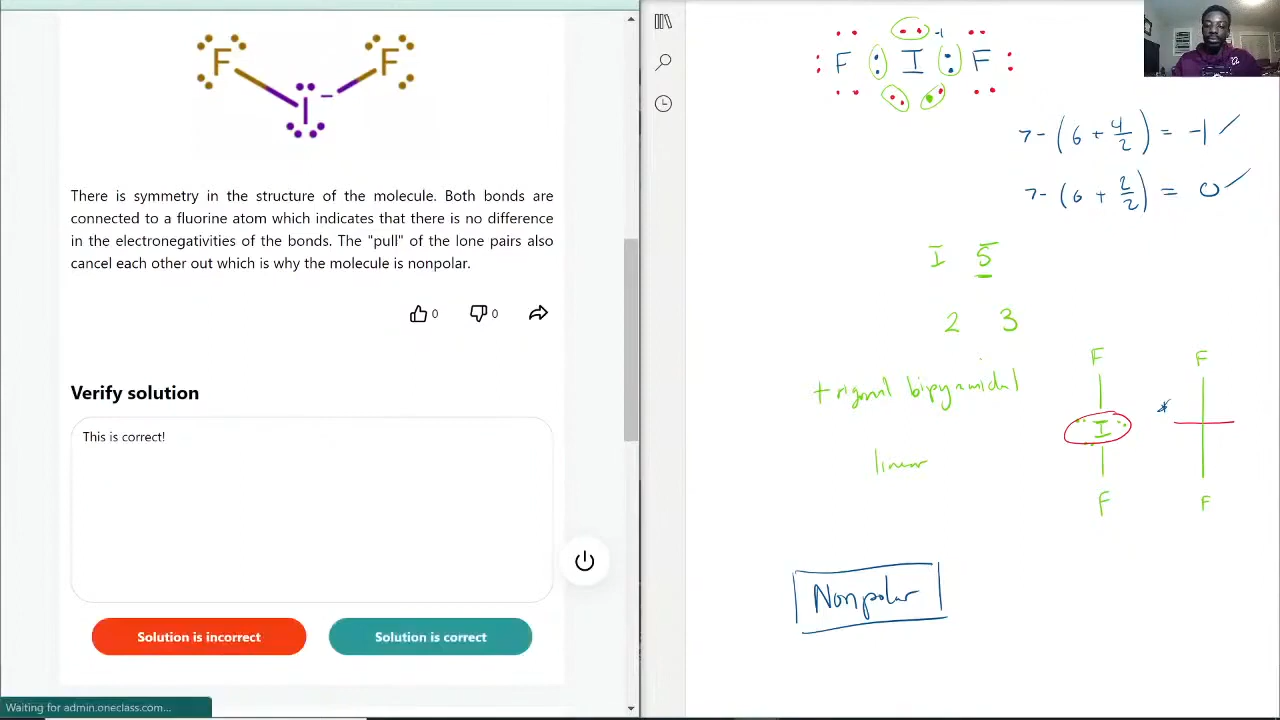 F F
I −
There is symmetry in the structure of the molecule. Both bonds are
connected to a fluorine atom which indicates that there is no difference
in the electronegativities of the bonds. The "pull" of the lone pairs also
cancel each other out which is why the molecule is nonpolar.
0 0
Verify solution
This is correct!
Solution is incorrect Solution is correct
Waiting for admin.oneclass.com...
F I F -1
7-(6+4/2) = -1
7-(6+2/2) = 0
I 5
2 3
trigonal bipyramidal
linear
F F
I *
F F
Nonpolar